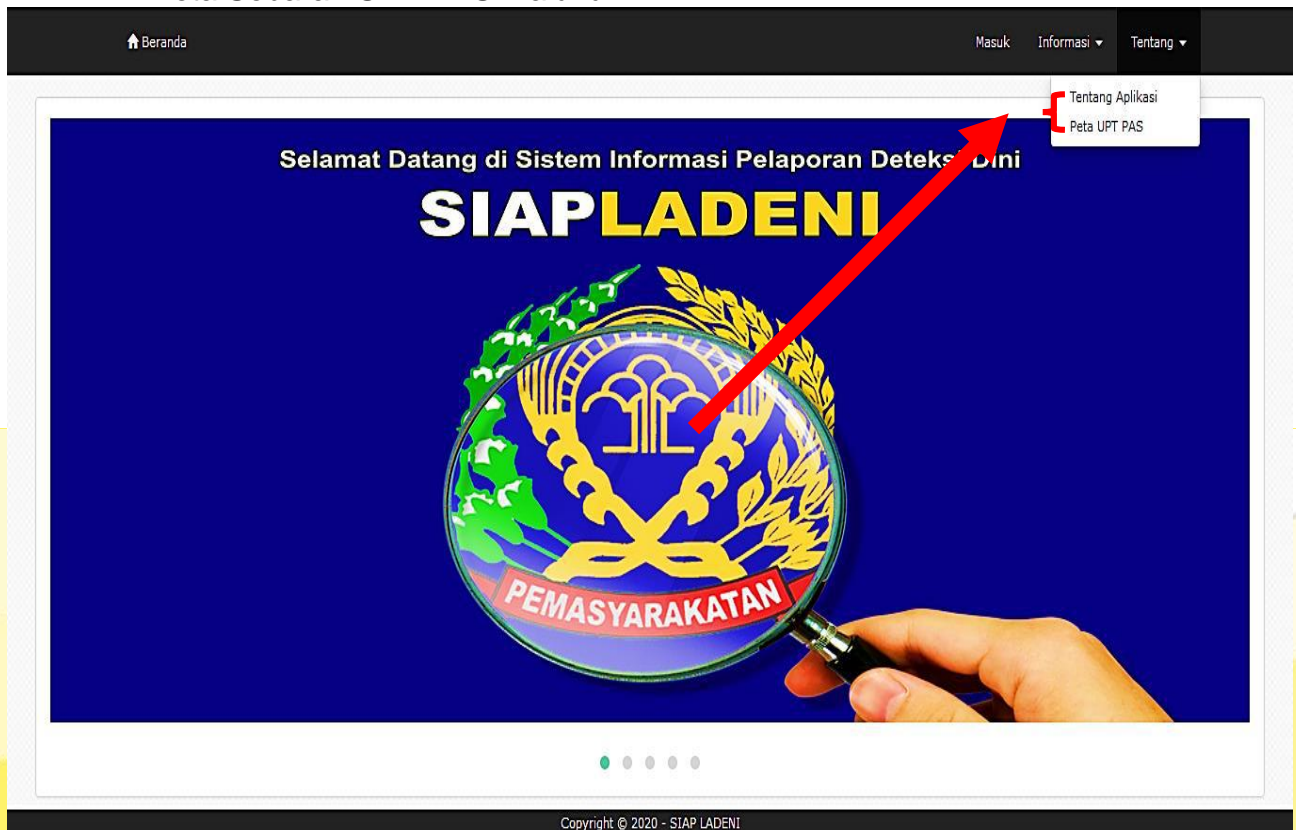 Beranda
Masuk Informasi Tentang
Tentang Aplikasi
Peta UPT PAS
Selamat Datang di Sistem Informasi Pelaporan Deteksi Dini
SIAPLADENI
PEMASYARAKATAN
Copyright © 2020 - SIAP LADENI